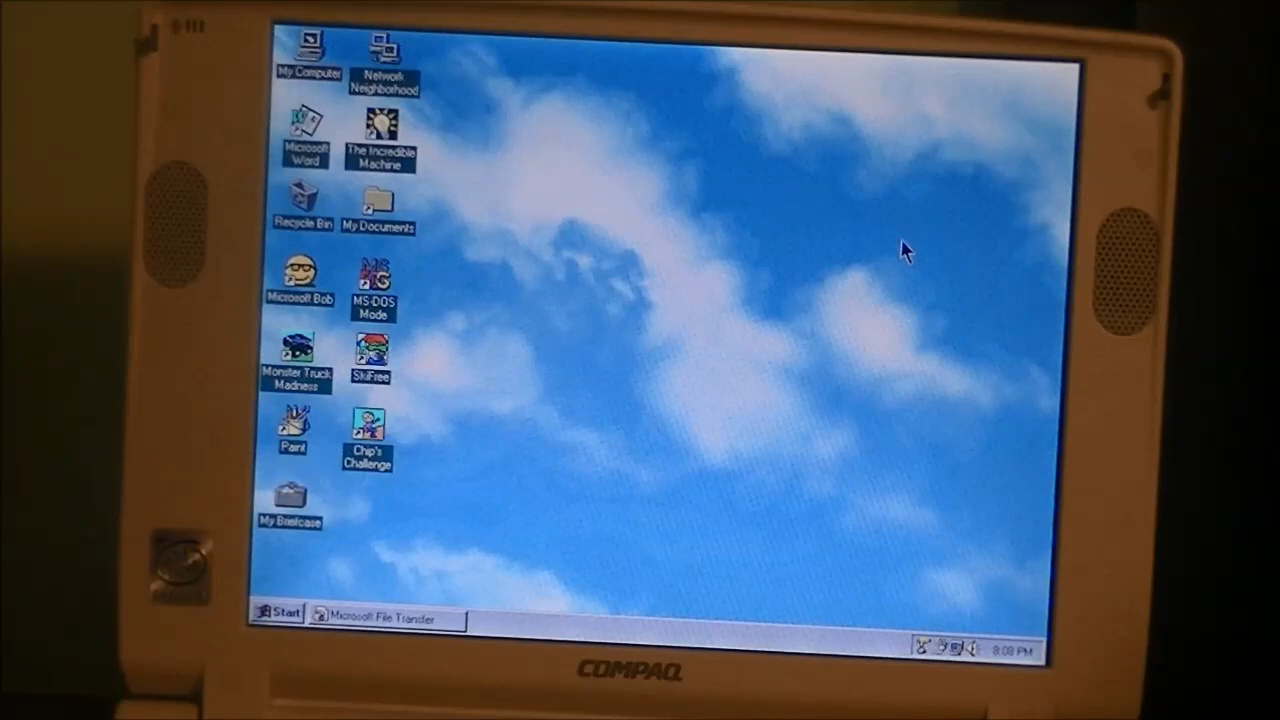 My Computer
Network
Neighborhood
Microsoft
Word
The Incredible
Machine
Recycle Bin
My Documents
Microsoft Bob
MS-DOS
Mode
Monster Truck
Madness
SkiFree
Paint
Chip's
Challenge
My Briefcase
Start
Microsoft File Transfer
8:08 PM
COMPAQ